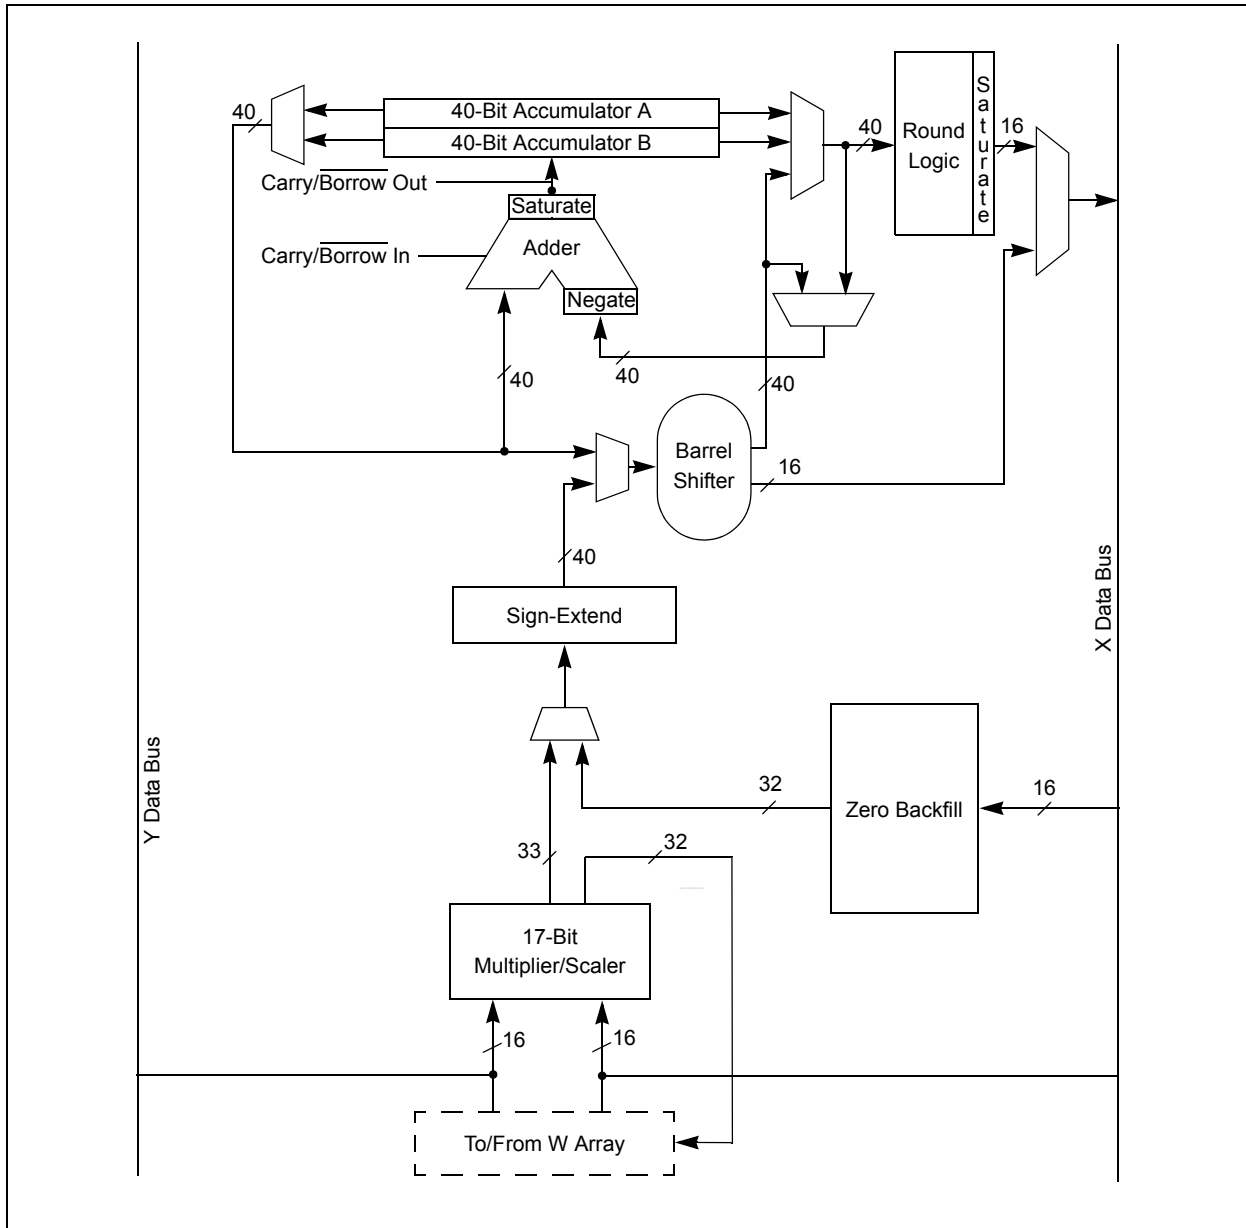 40
40-Bit Accumulator A
40-Bit Accumulator B
40
Round
Logic
Saturate
16
Carry/Borrow Out
Saturate
Carry/Borrow In
Adder
Negate
40
40
40
Barrel
Shifter
16
40
Sign-Extend
X Data Bus
Y Data Bus
32
Zero Backfill
16
33
32
17-Bit
Multiplier/Scaler
16
16
To/From W Array